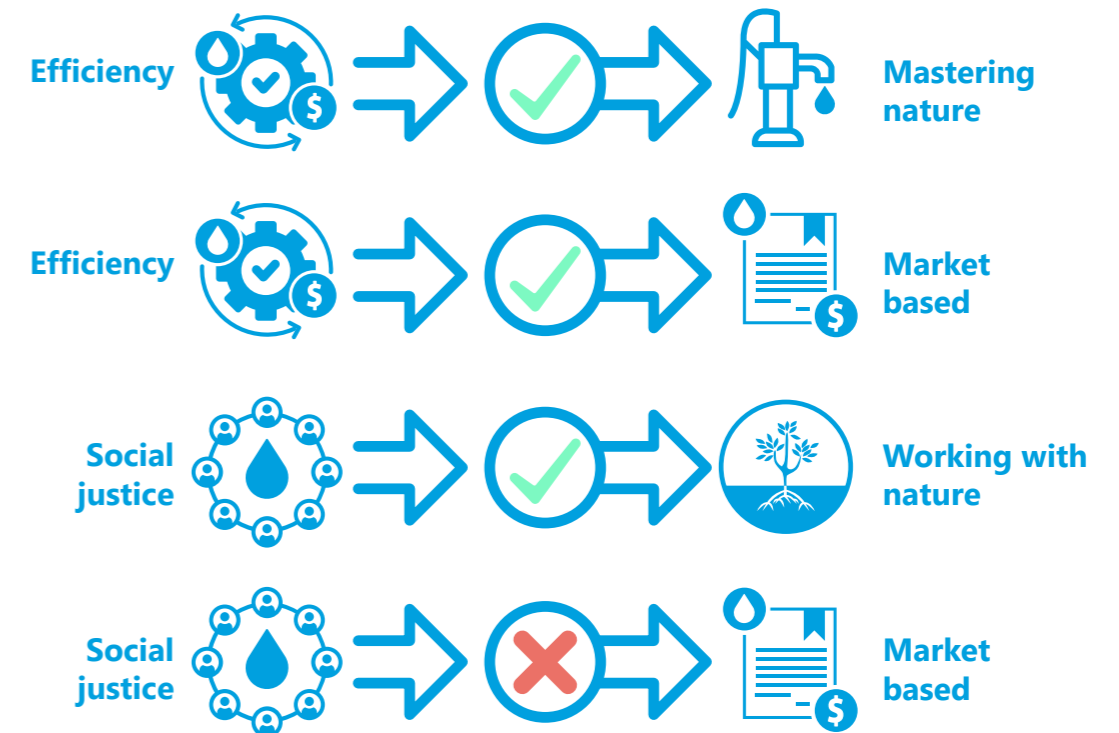 Efficiency
$
Mastering
nature
Efficiency
$
Market
based
$
Social
justice
Working with
nature
Social
justice
Market
based
$